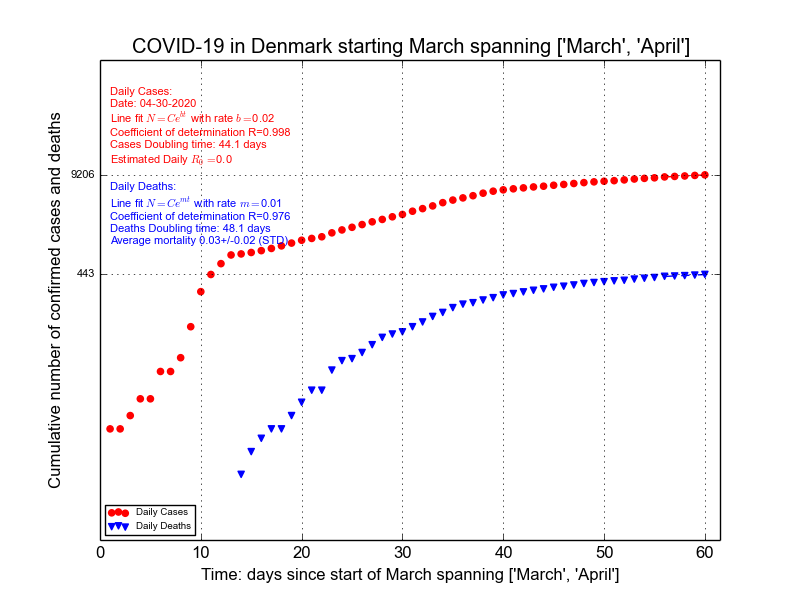 COVID-19 in Denmark starting March spanning ['March', 'April']
Daily Cases:
Date: 04-30-2020
Line fit N = Ce^{bt} with rate b =0.02
Coefficient of determination R=0.998
Cases Doubling time: 44.1 days
Estimated Daily R_0 =0.0
Daily Deaths:
Line fit N = Ce^{mt} with rate m =0.01
Coefficient of determination R=0.976
Deaths Doubling time: 48.1 days
Average mortality 0.03+/-0.02 (STD)
9206
443
Cumulative number of confirmed cases and deaths
Daily Cases
Daily Deaths
0 10 20 30 40 50 60
Time: days since start of March spanning ['March', 'April']